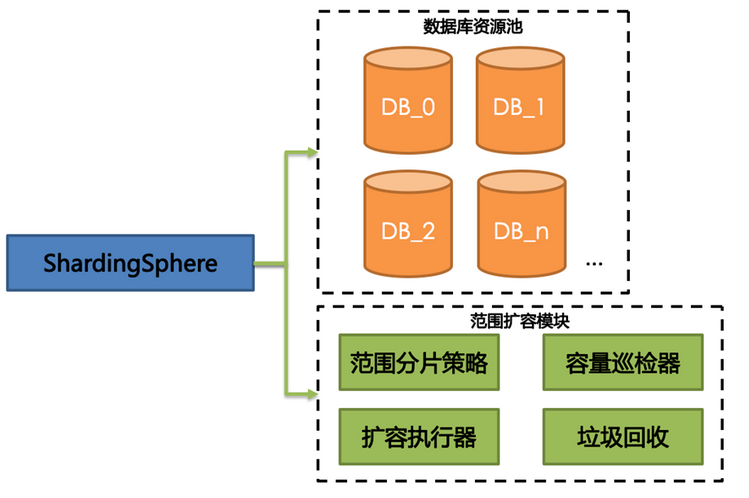 数据库资源池
DB_0
DB_1
DB_2
DB_n
...
ShardingSphere
范围扩容模块
范围分片策略
容量巡检器
扩容执行器
垃圾回收